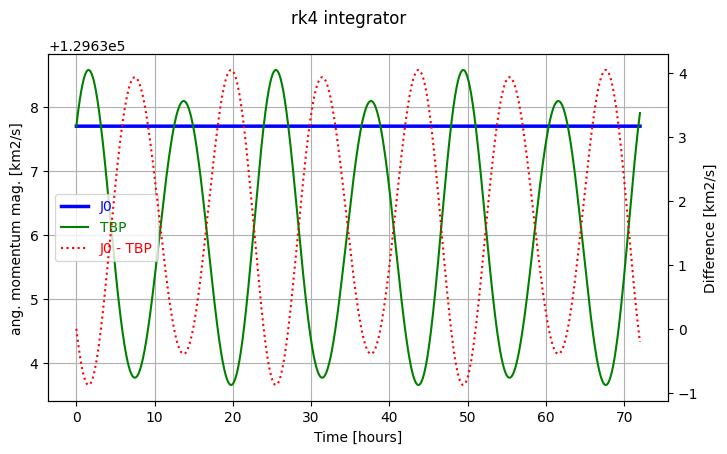 rk4 integrator
+1.2963e5
8
7
6
5
4
ang. momentum mag. [km2/s]
J0
TBP
J0 - TBP
4
3
2
1
0
−1
Difference [km2/s]
0 10 20 30 40 50 60 70
Time [hours]